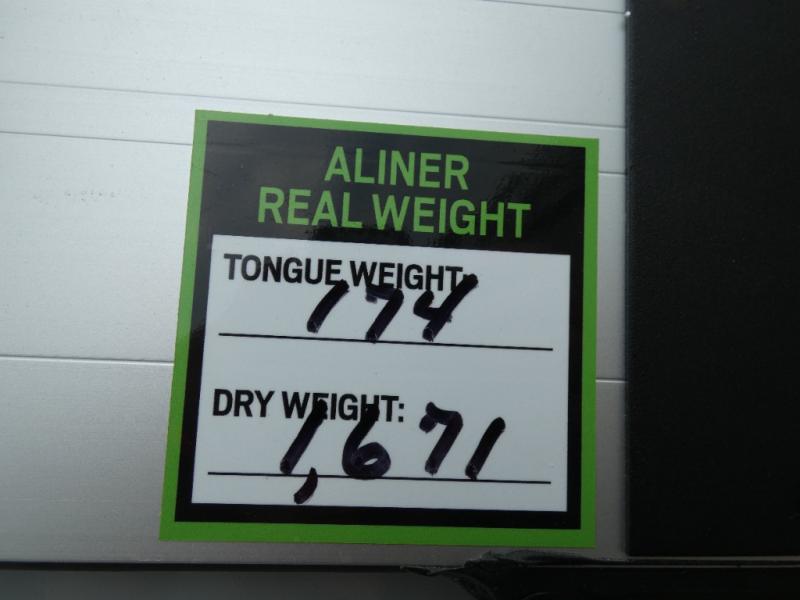 ALINER
REAL WEIGHT
TONGUE WEIGHT:
174
DRY WEIGHT:
1,671